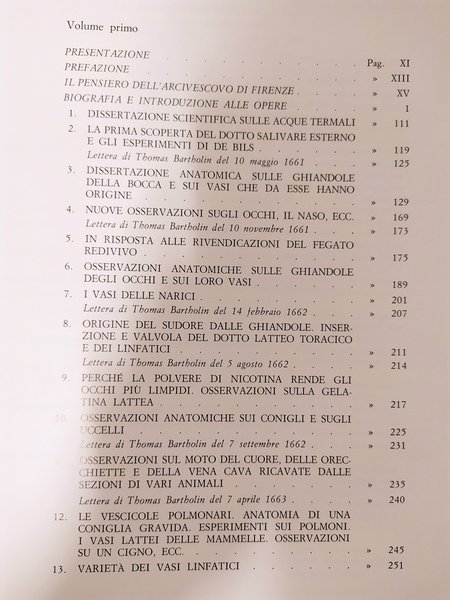 Volume primo
PRESENTAZIONE . . . . . . . . . . Pag. XI
PREFAZIONE . . . . . . . . . . » XIII
IL PENSIERO DELL'ARCIVESCOVO DI FIRENZE . . . . » XV
BIOGRAFIA E INTRODUZIONE ALLE OPERE . . . . » 1
1. DISSERTAZIONE SCIENTIFICA SULLE ACQUE TERMALI » 111
2. LA PRIMA SCOPERTA DEL DOTTO SALIVARE ESTERNO
E GLI ESPERIMENTI DI DE BILS . . . . . » 119
Lettera di Thomas Bartholin del 10 maggio 1661 . . . » 125
3. DISSERTAZIONE ANATOMICA SULLE GHIANDOLE
DELLA BOCCA E SUI VASI CHE DA ESSE HANNO
ORIGINE . . . . . . . . . . » 129
4. NUOVE OSSERVAZIONI SUGLI OCCHI, IL NASO, ECC. » 169
Lettera di Thomas Bartholin del 10 novembre 1661 . . » 173
5. IN RISPOSTA ALLE RIVENDICAZIONI DEL FEGATO
REDIVIVO . . . . . . . . . . » 175
6. OSSERVAZIONI ANATOMICHE SULLE GHIANDOLE
DEGLI OCCHI E SUI LORO VASI . . . . . » 189
7. I VASI DELLE NARICI . . . . . . . » 201
Lettera di Thomas Bartholin del 14 febbraio 1662 . . . » 207
8. ORIGINE DEL SUDORE DALLE GHIANDOLE. INSER-
ZIONE E VALVOLA DEL DOTTO LATTEO TORACICO
E DEI LINFATICI . . . . . . . . » 211
Lettera di Thomas Bartholin del 5 agosto 1662 . . . . » 214
9. PERCHÉ LA POLVERE DI NICOTINA RENDE GLI
OCCHI PIÙ LIMPIDI. OSSERVAZIONI SULLA GELA-
TINA LATTEA . . . . . . . . . » 217
10. OSSERVAZIONI ANATOMICHE SUI CONIGLI E SUGLI
UCCELLI . . . . . . . . . . » 225
Lettera di Thomas Bartholin del 7 settembre 1662 . . . » 231
11. OSSERVAZIONI SUL MOTO DEL CUORE, DELLE OREC-
CHIETTE E DELLA VENA CAVA RICAVATE DALLE
SEZIONI DI VARI ANIMALI . . . . . . » 235
Lettera di Thomas Bartholin del 7 aprile 1663 . . . . » 240
12. LE VESCICOLE POLMONARI. ANATOMIA DI UNA
CONIGLIA GRAVIDA. ESPERIMENTI SUI POLMONI.
I VASI LATTEI DELLE MAMMELLE. OSSERVAZIONI
SU UN CIGNO, ECC. . . . . . . . » 245
13. VARIETÀ DEI VASI LINFATICI . . . . . » 251